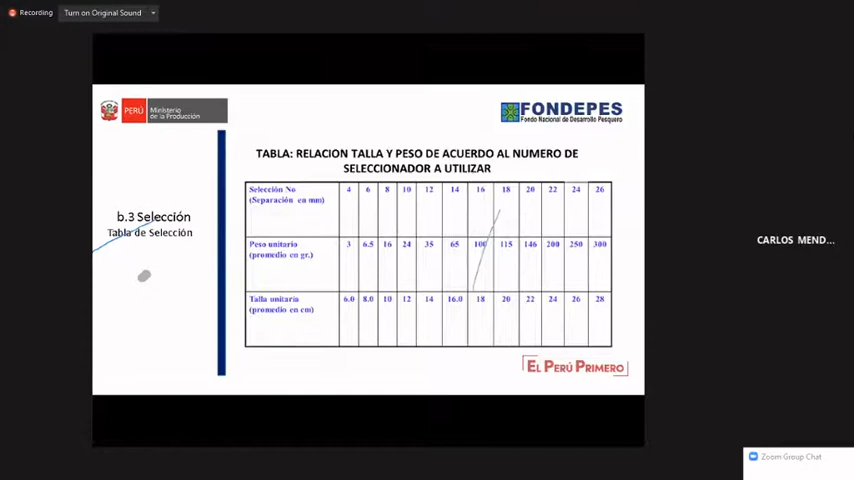 Recording
Turn on Original Sound
PERÚ
Ministerio
de la Producción
FONDEPES
Fondo Nacional de Desarrollo Pesquero
TABLA: RELACION TALLA Y PESO DE ACUERDO AL NUMERO DE
SELECCIONADOR A UTILIZAR
b.3 Selección
Tabla de Selección
Selección No 4 6 8 10 12 14 16 18 20 22 24 26
(Separación en mm)
Peso unitario 3 6.5 16 24 35 65 100 115 146 200 250 300
(promedio en gr.)
Talla unitaria 6.0 8.0 10 12 14 16.0 18 20 22 24 26 28
(promedio en cm)
EL PERÚ PRIMERO
CARLOS MEND...
Zoom Group Chat